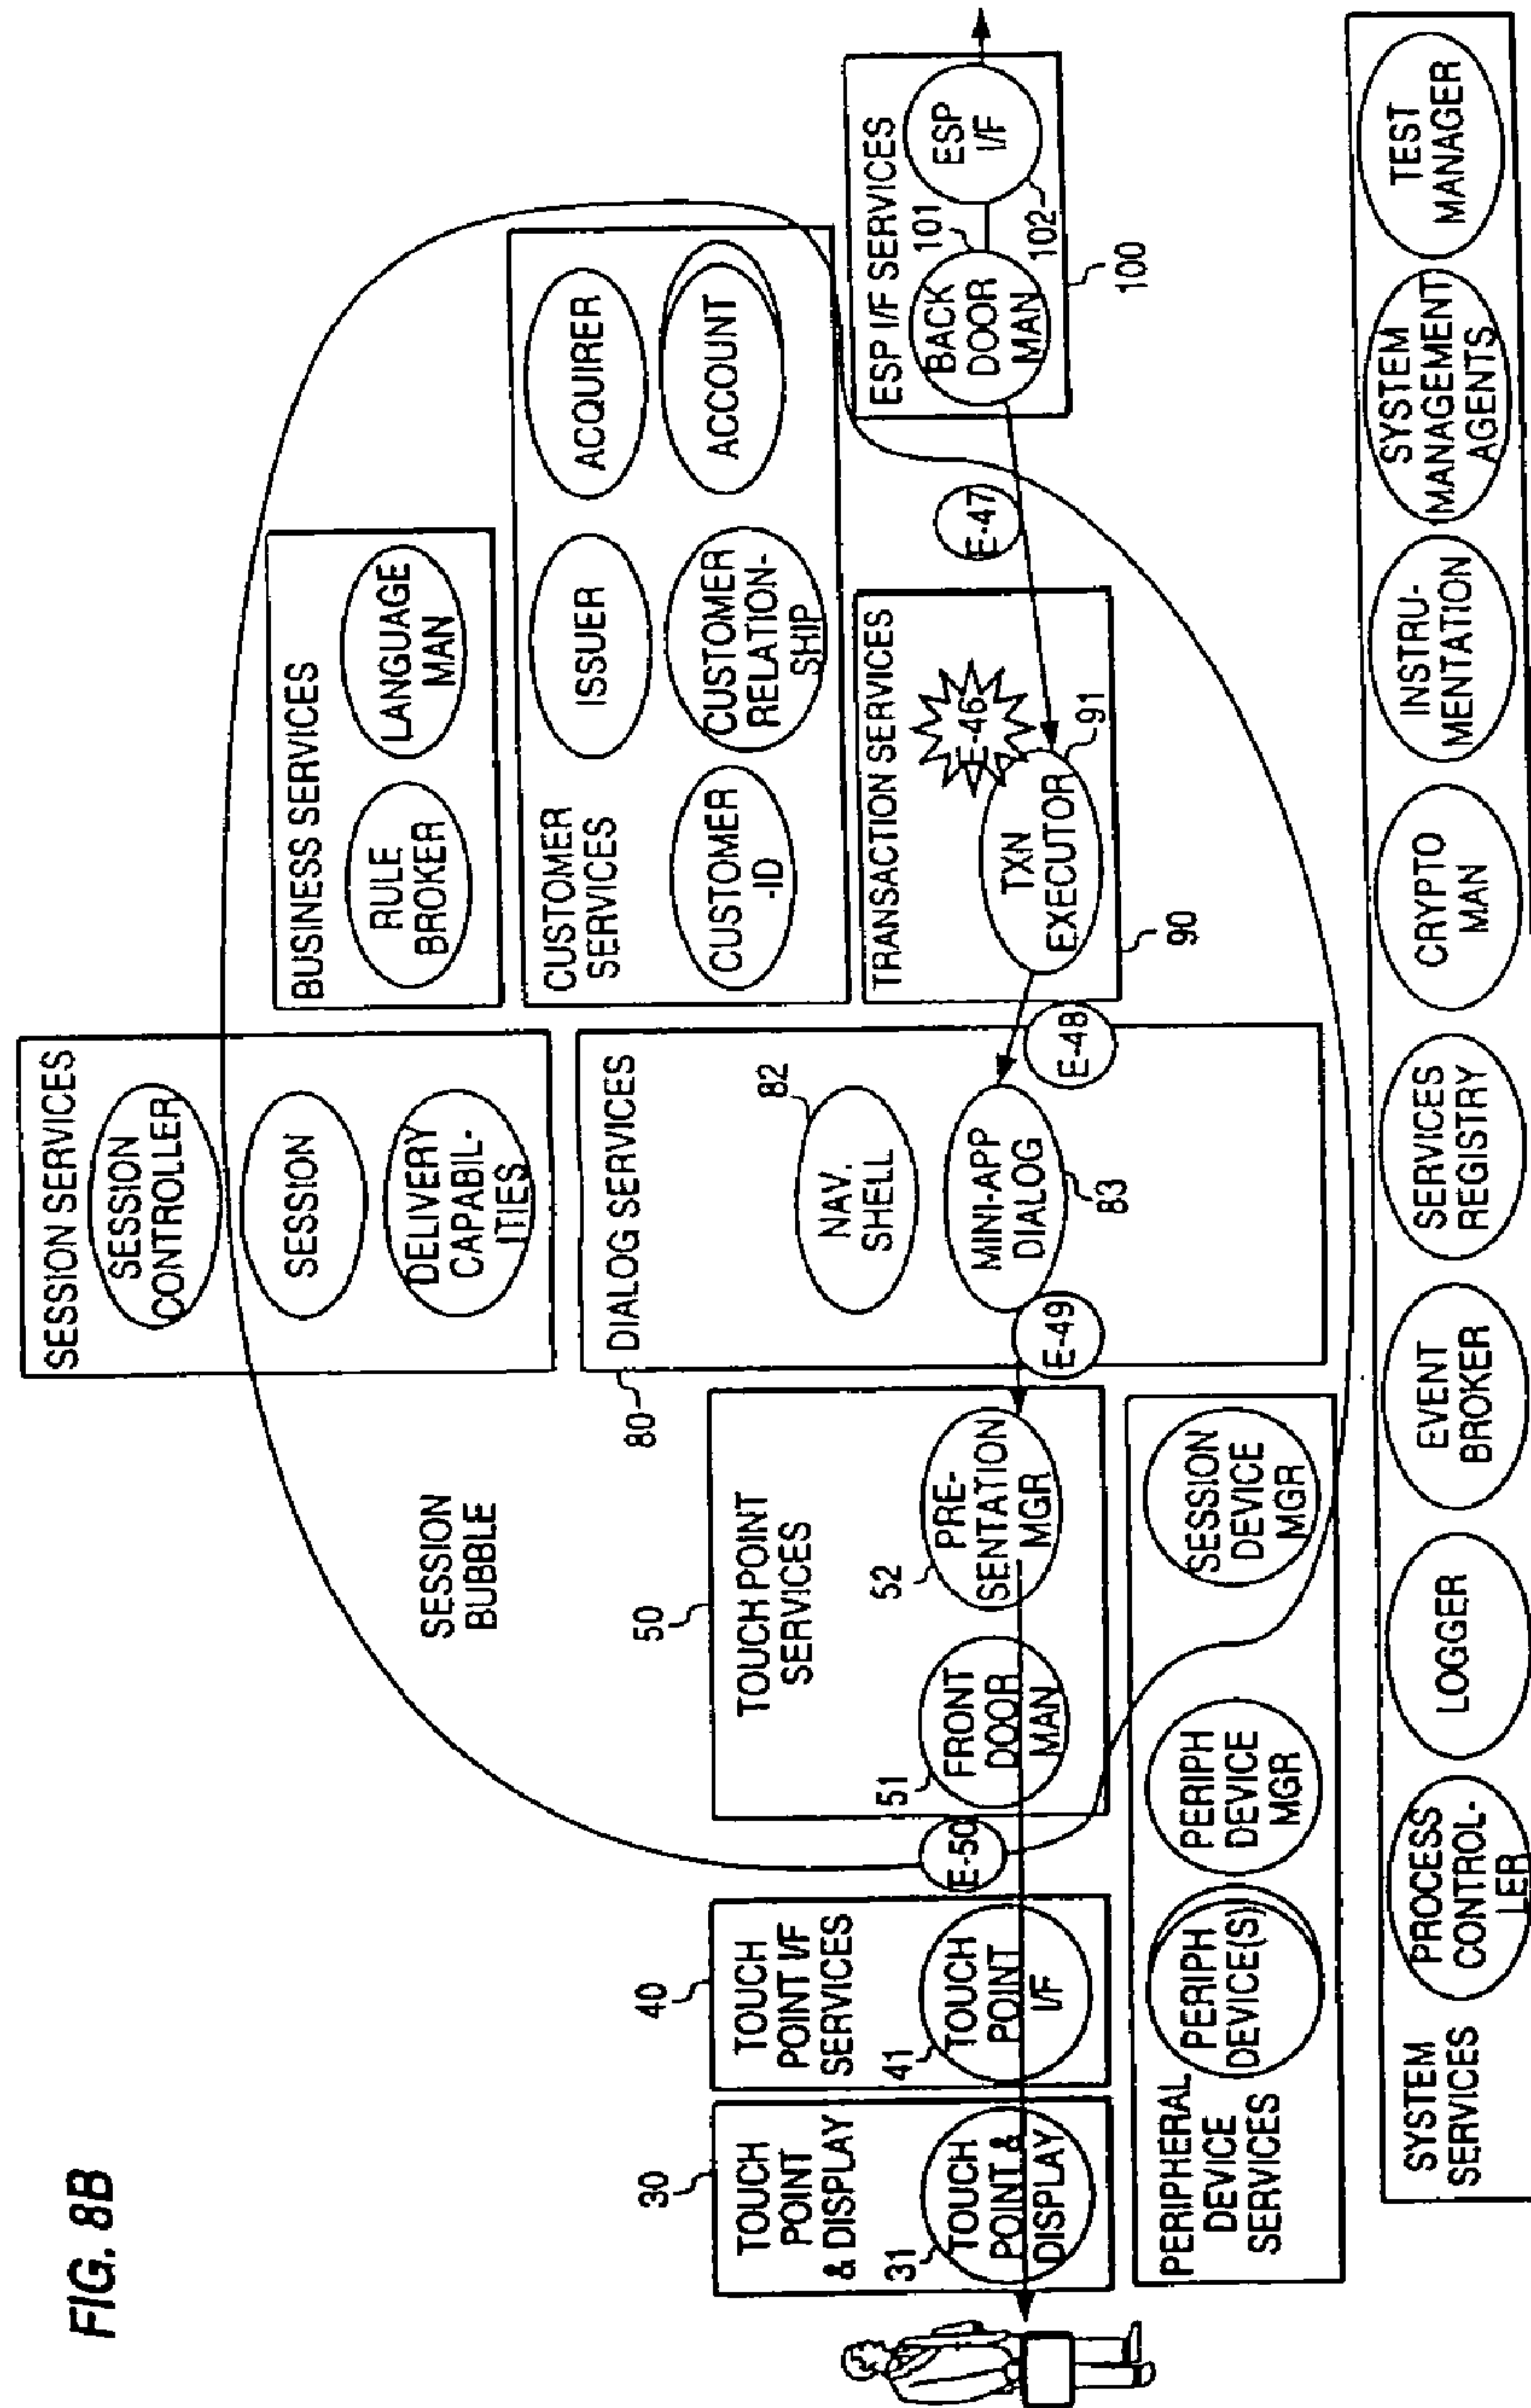 FIG. 8B
SESSION SERVICES
SESSION
CONTROLLER
SESSION
DELIVERY
CAPABIL-
ITIES
BUSINESS SERVICES
RULE
BROKER
LANGUAGE
MAN
SESSION
BUBBLE
CUSTOMER
SERVICES
ISSUER
ACQUIRER
CUSTOMER
-ID
CUSTOMER
RELATION-
SHIP
ACCOUNT
30
TOUCH
POINT
& DISPLAY
31
TOUCH
POINT &
DISPLAY
40
TOUCH
POINT I/F
SERVICES
41
TOUCH
POINT
I/F
E-50
50
TOUCH POINT
SERVICES
51
FRONT
DOOR
MAN
52
PRE-
SENTATION
MGR
80
DIALOG SERVICES
82
NAV.
SHELL
MINI-APP
DIALOG
83
E-49
E-48
TRANSACTION SERVICES
E-46
TXN
EXECUTOR
91
90
E-47
ESP I/F SERVICES
BACK
DOOR
MAN
101
ESP
I/F
102
100
PERIPHERAL
DEVICE
SERVICES
PERIPH
DEVICE(S)
PERIPH
DEVICE
MGR
SESSION
DEVICE
MGR
SYSTEM
SERVICES
PROCESS
CONTROL-
LER
LOGGER
EVENT
BROKER
SERVICES
REGISTRY
CRYPTO
MAN
INSTRU-
MENTATION
SYSTEM
MANAGEMENT
AGENTS
TEST
MANAGER